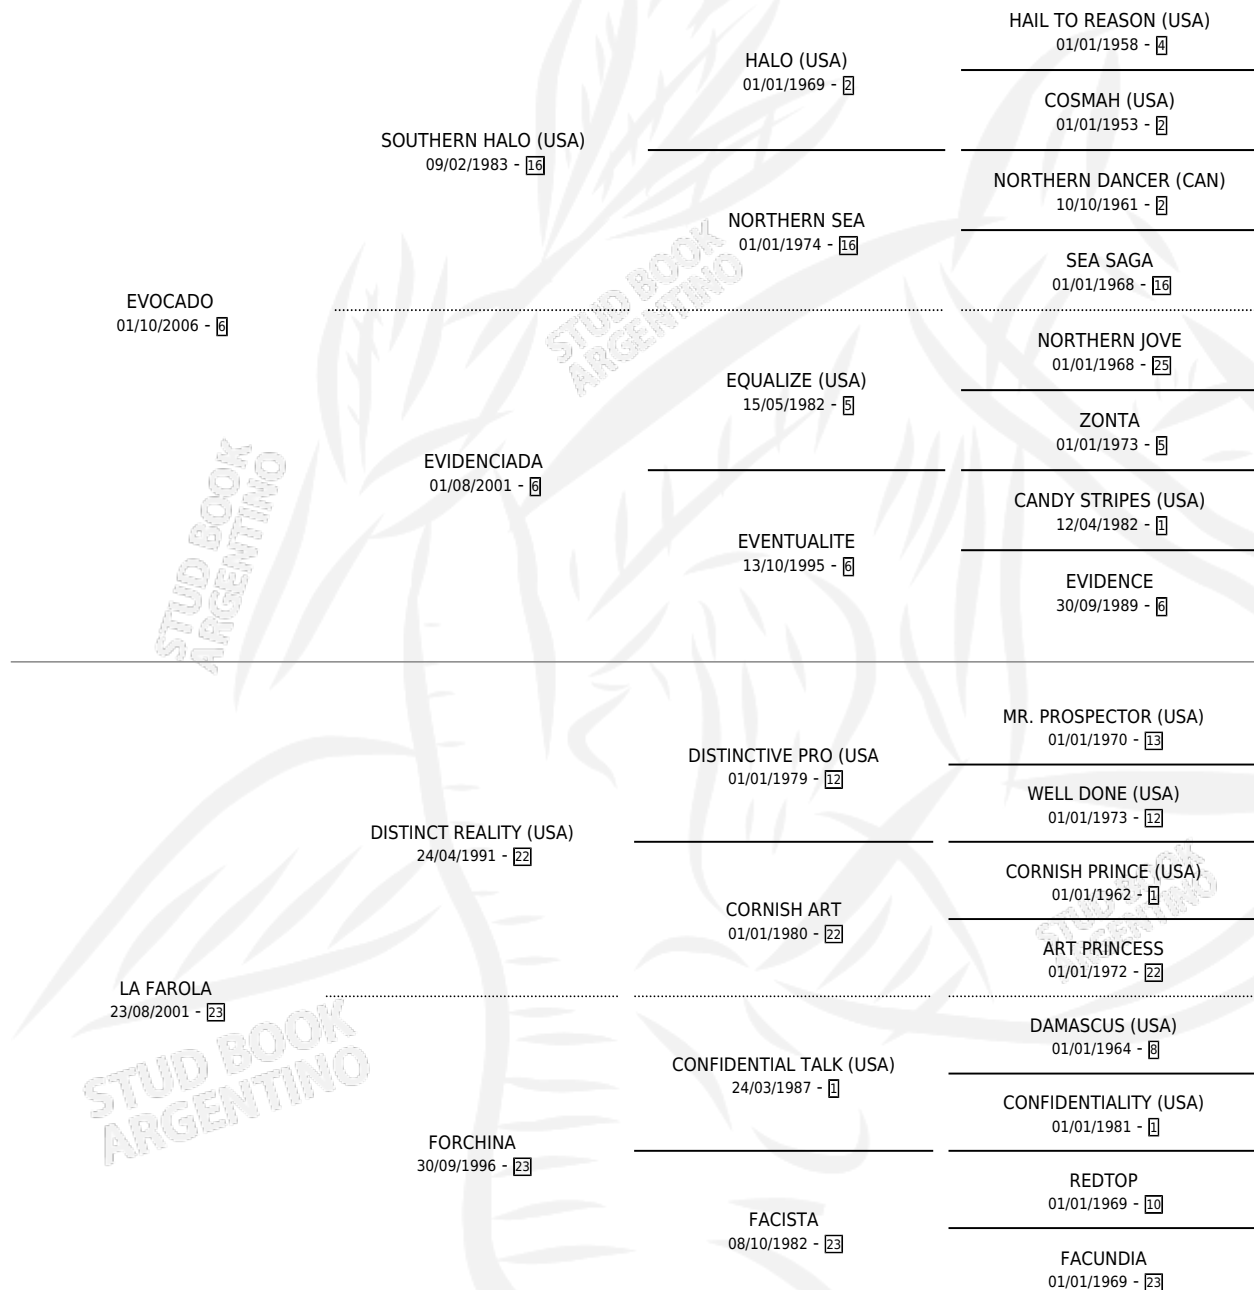 HAIL TO REASON (USA)
01/01/1958 - 4
HALO (USA)
01/01/1969 - 2
COSMAH (USA)
01/01/1953 - 2
SOUTHERN HALO (USA)
09/02/1983 - 16
NORTHERN DANCER (CAN)
10/10/1961 - 2
NORTHERN SEA
01/01/1974 - 16
SEA SAGA
01/01/1968 - 16
EVOCADO
01/10/2006 - 6
STUD BOOK
ARGENTINO
NORTHERN JOVE
01/01/1968 - 25
EQUALIZE (USA)
15/05/1982 - 5
ZONTA
01/01/1973 - 5
EVIDENCIADA
01/08/2001 - 6
CANDY STRIPES (USA)
12/04/1982 - 1
EVENTUALITE
13/10/1995 - 6
EVIDENCE
30/09/1989 - 6
STUD BOOK
ARGENTINO
MR. PROSPECTOR (USA)
01/01/1970 - 13
DISTINCTIVE PRO (USA
01/01/1979 - 12
WELL DONE (USA)
01/01/1973 - 12
DISTINCT REALITY (USA)
24/04/1991 - 22
CORNISH PRINCE (USA)
01/01/1962 - 1
CORNISH ART
01/01/1980 - 22
ART PRINCESS
01/01/1972 - 22
STUD BOOK
ARGENTINO
LA FAROLA
23/08/2001 - 23
STUD BOOK
ARGENTINO
DAMASCUS (USA)
01/01/1964 - 8
CONFIDENTIAL TALK (USA)
24/03/1987 - 1
CONFIDENTIALITY (USA)
01/01/1981 - 1
FORCHINA
30/09/1996 - 23
REDTOP
01/01/1969 - 10
FACISTA
08/10/1982 - 23
FACUNDIA
01/01/1969 - 23